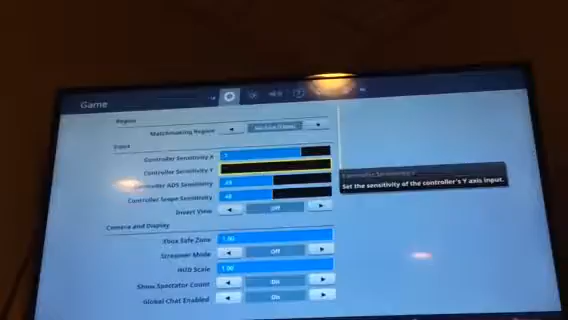 Game
Region
Matchmaking Region
Input
Controller Sensitivity X
Controller Sensitivity Y
Controller ADS Sensitivity
Controller Scope Sensitivity
Invert View Off
Set the sensitivity of the controller's Y axis input.
Camera and Display
Xbox Safe Zone 1.00
Streamer Mode Off
HUD Scale 1.00
Show Spectator Count On
Global Chat Enabled On